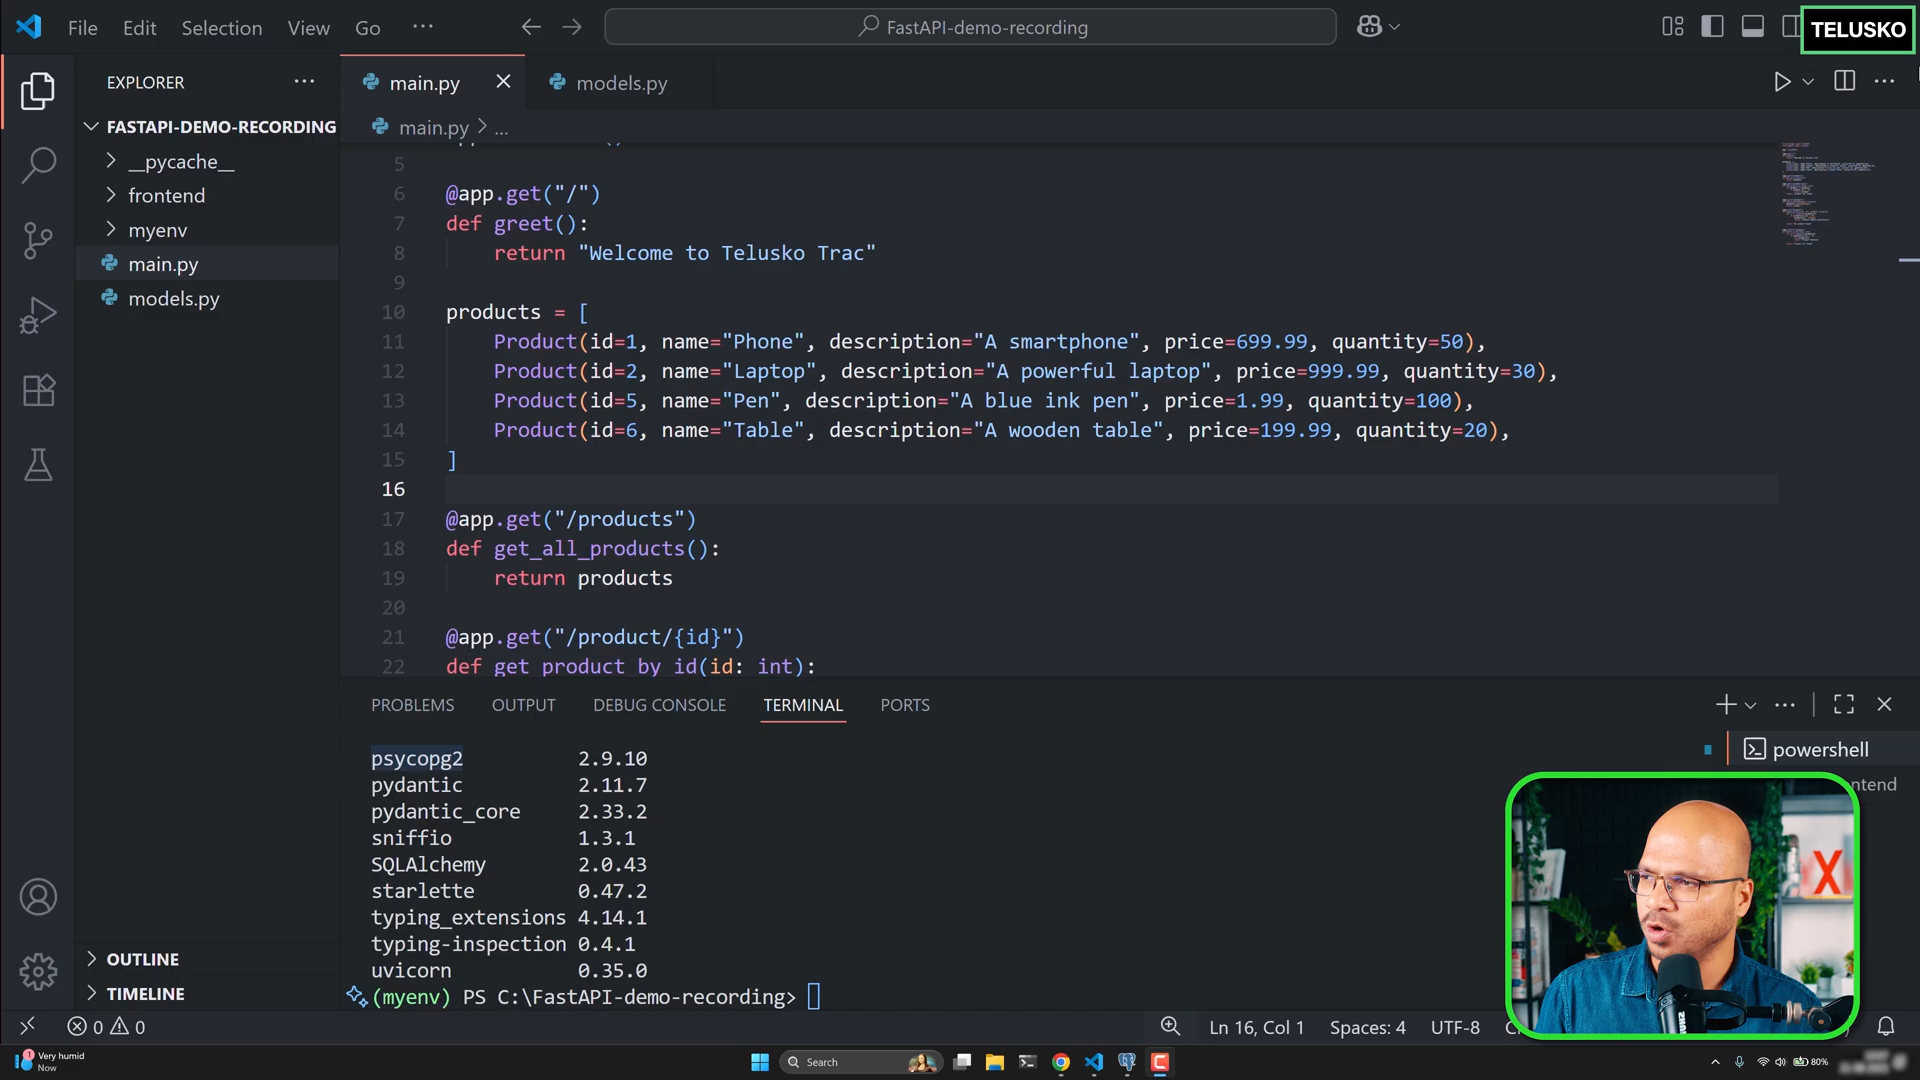 File Edit Selection View Go ···
FastAPI-demo-recording
TELUSKO
EXPLORER
FASTAPI-DEMO-RECORDING
__pycache__
frontend
myenv
main.py
models.py
OUTLINE
TIMELINE
main.py
models.py
main.py > ...
5
6 @app.get("/")
7 def greet():
8 return "Welcome to Telusko Trac"
9
10 products = [
11 Product(id=1, name="Phone", description="A smartphone", price=699.99, quantity=50),
12 Product(id=2, name="Laptop", description="A powerful laptop", price=999.99, quantity=30),
13 Product(id=5, name="Pen", description="A blue ink pen", price=1.99, quantity=100),
14 Product(id=6, name="Table", description="A wooden table", price=199.99, quantity=20),
15 ]
16
17 @app.get("/products")
18 def get_all_products():
19 return products
20
21 @app.get("/product/{id}")
22 def get_product_by_id(id: int):
PROBLEMS OUTPUT DEBUG CONSOLE TERMINAL PORTS
psycopg2 2.9.10
pydantic 2.11.7
pydantic_core 2.33.2
sniffio 1.3.1
SQLAlchemy 2.0.43
starlette 0.47.2
typing_extensions 4.14.1
typing-inspection 0.4.1
uvicorn 0.35.0
(myenv) PS C:\FastAPI-demo-recording>
powershell
ntend
X
0 0
Ln 16, Col 1 Spaces: 4 UTF-8
1
Very humid
Now
Search
80%